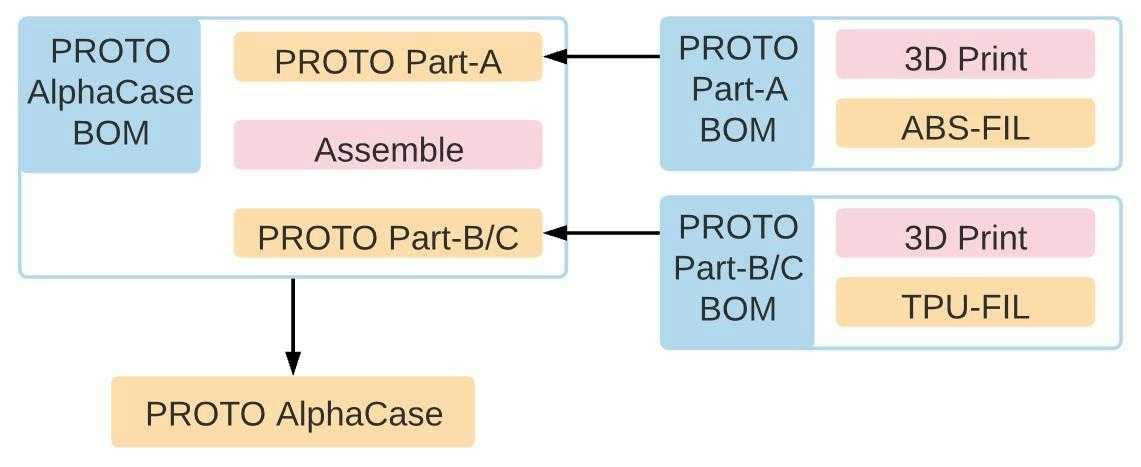 PROTO
AlphaCase
BOM
PROTO Part-A
Assemble
PROTO Part-B/C
PROTO
Part-A
BOM
3D Print
ABS-FIL
PROTO
Part-B/C
BOM
3D Print
TPU-FIL
PROTO AlphaCase